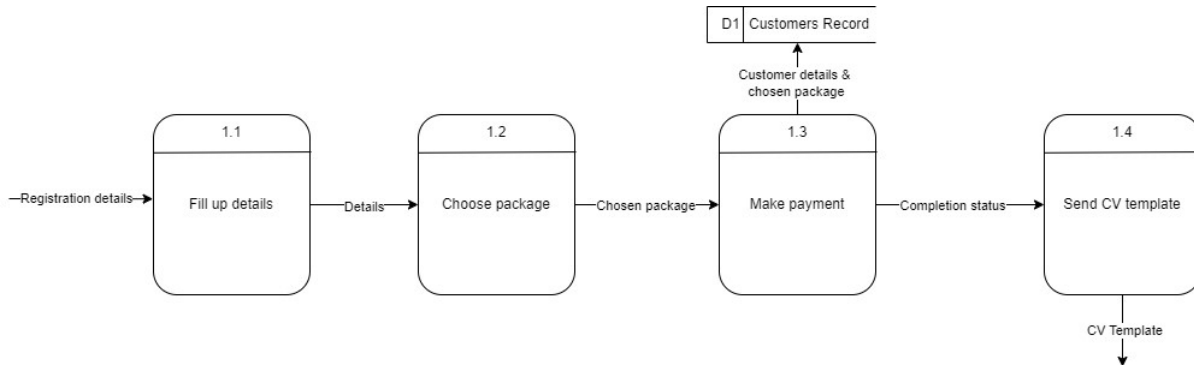 D1 Customers Record
Customer details &
chosen package
1.1
1.2
1.3
1.4
Registration details
Fill up details
Details
Choose package
Chosen package
Make payment
Completion status
Send CV template
CV Template